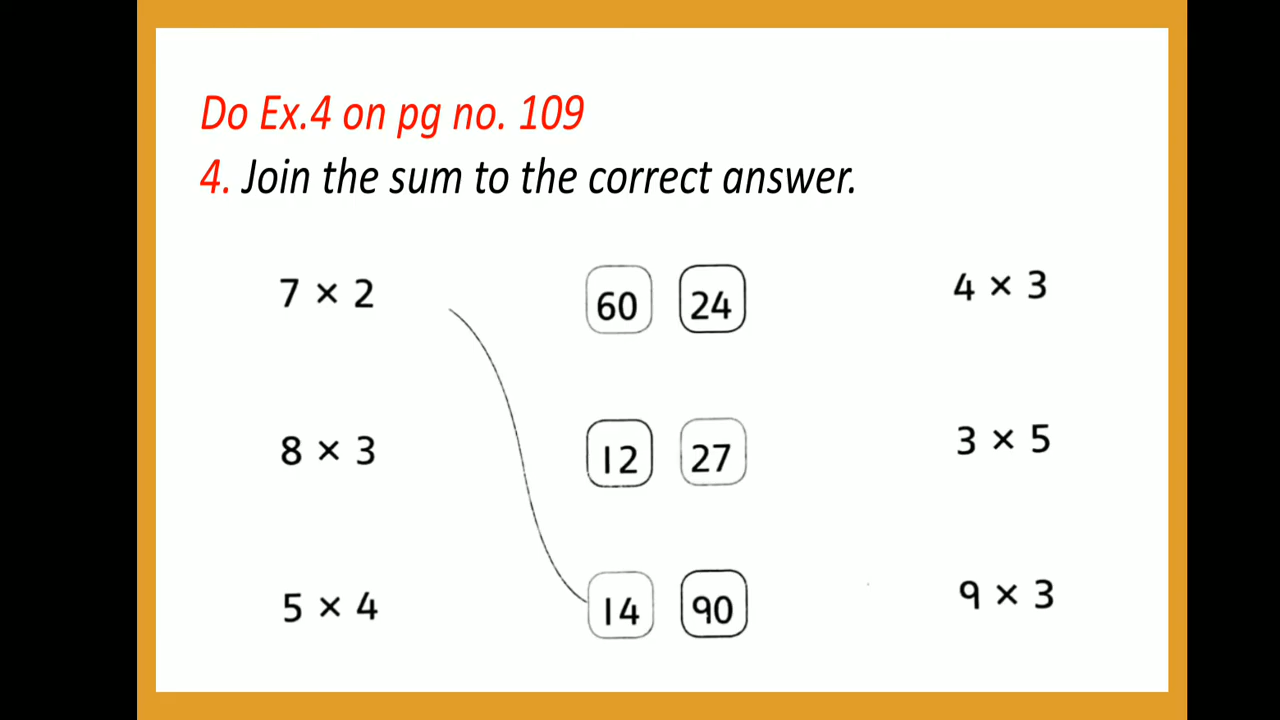 Do Ex.4 on pg no. 109
4. Join the sum to the correct answer.
7 × 2 60 24 4 × 3
8 × 3 12 27 3 × 5
5 × 4 14 90 9 × 3